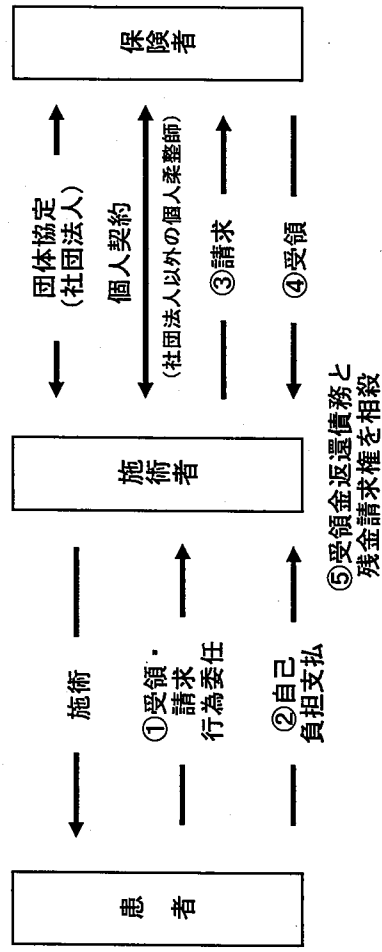 患者
施術
①受領・
請求
行為委任
②自己
負担支払
施術者
⑤受領金返還債務と
残金請求権を相殺
団体協定
(社団法人)
個人契約
(社団法人以外の個人柔整師)
③請求
④受領
保険者